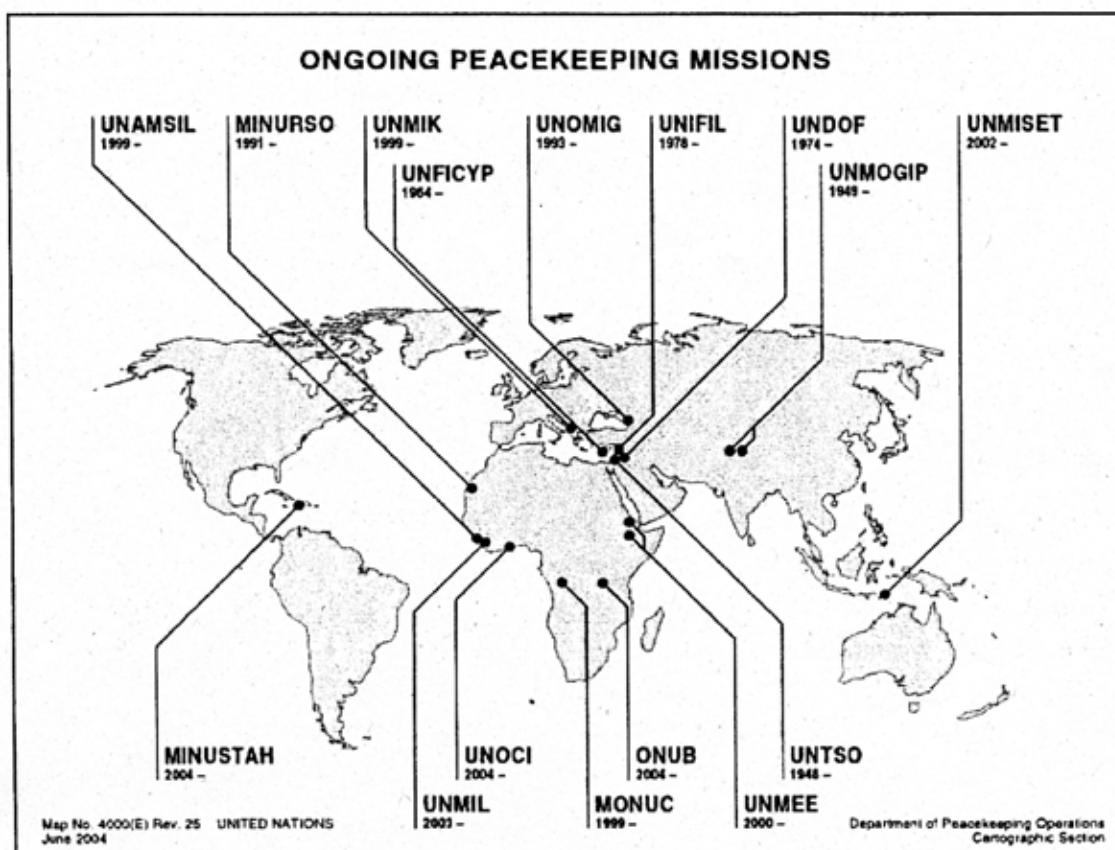 ONGOING PEACEKEEPING MISSIONS
UNAMSIL
1999 –
MINURSO
1991 –
UNMIK
1999 –
UNOMIG
1993 –
UNIFIL
1978 –
UNDOF
1974 –
UNMISET
2002 –
UNFICYP
1964 –
UNMOGIP
1949 –
MINUSTAH
2004 –
UNOCI
2004 –
ONUB
2004 –
UNTSO
1948 –
UNMIL
2003 –
MONUC
1999 –
UNMEE
2000 –
Map No. 4000(E) Rev. 25 UNITED NATIONS
June 2004
Department of Peacekeeping Operations
Cartographic Section